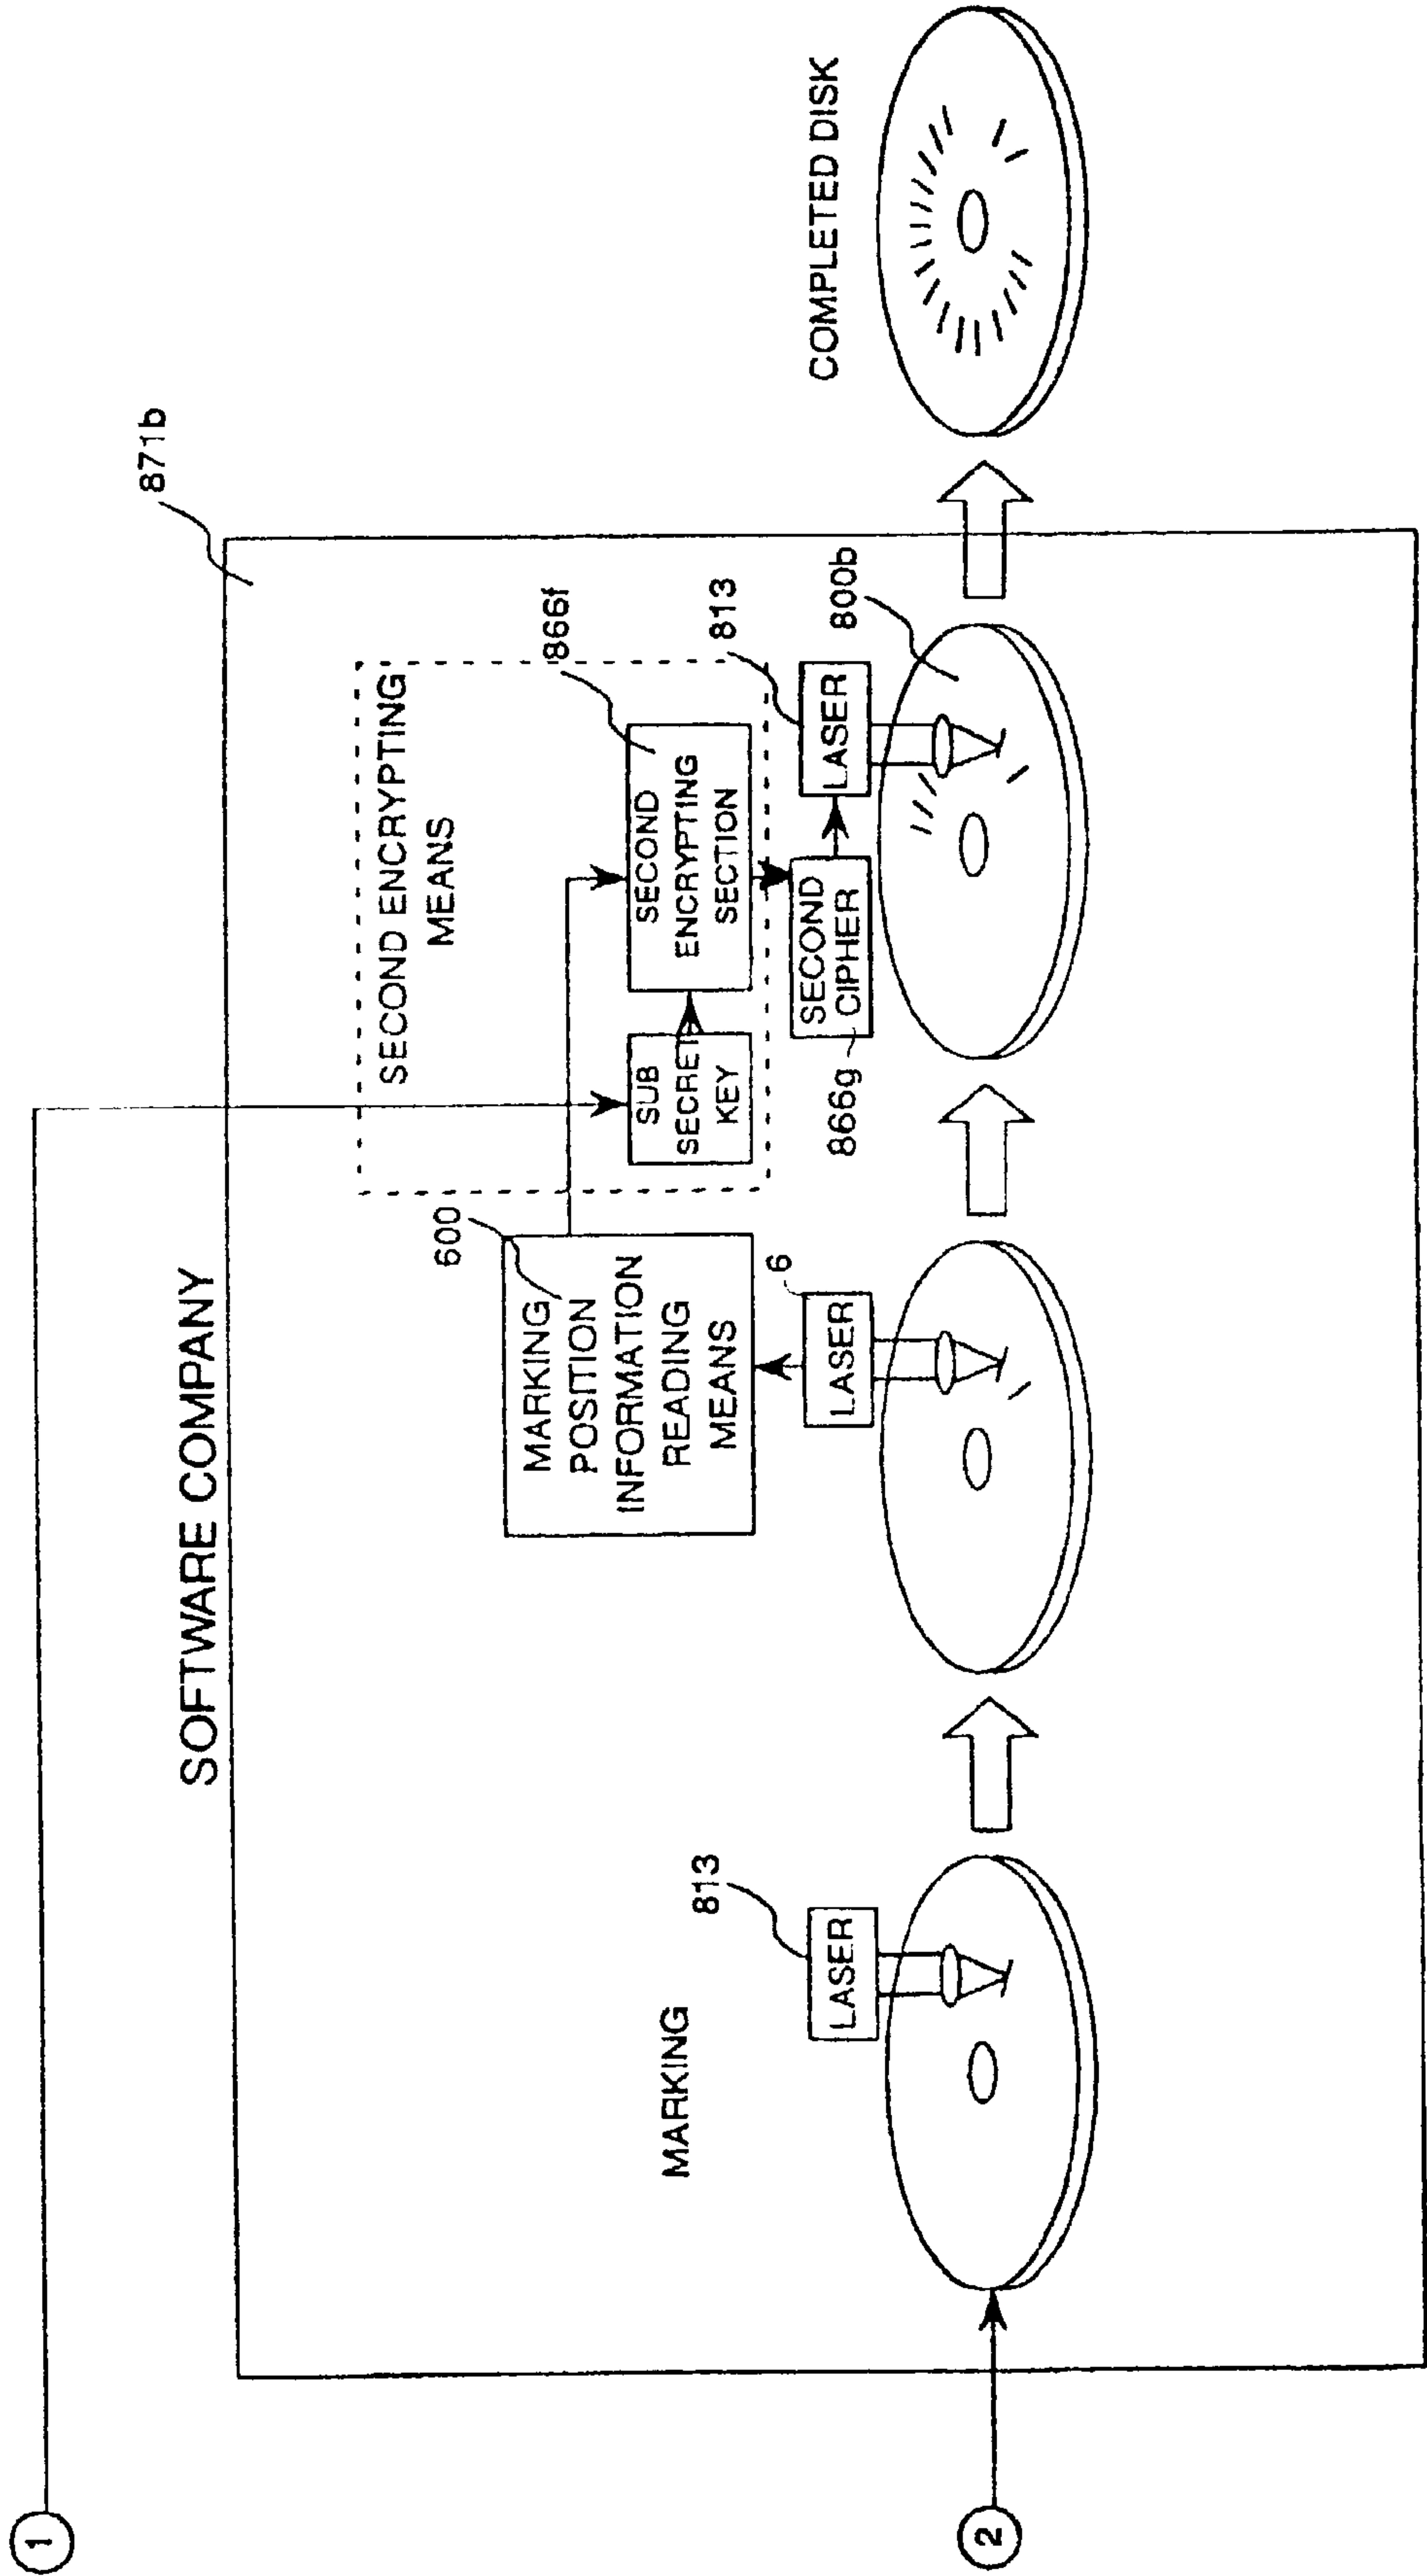 1
SOFTWARE COMPANY
871b
SECOND ENCRYPTING
MEANS
866f
600
MARKING
POSITION
INFORMATION
READING
MEANS
SUB
SECRET
KEY
SECOND
ENCRYPTING
SECTION
MARKING
813
LASER
6
LASER
866g
SECOND
CIPHER
813
LASER
800b
COMPLETED DISK
2